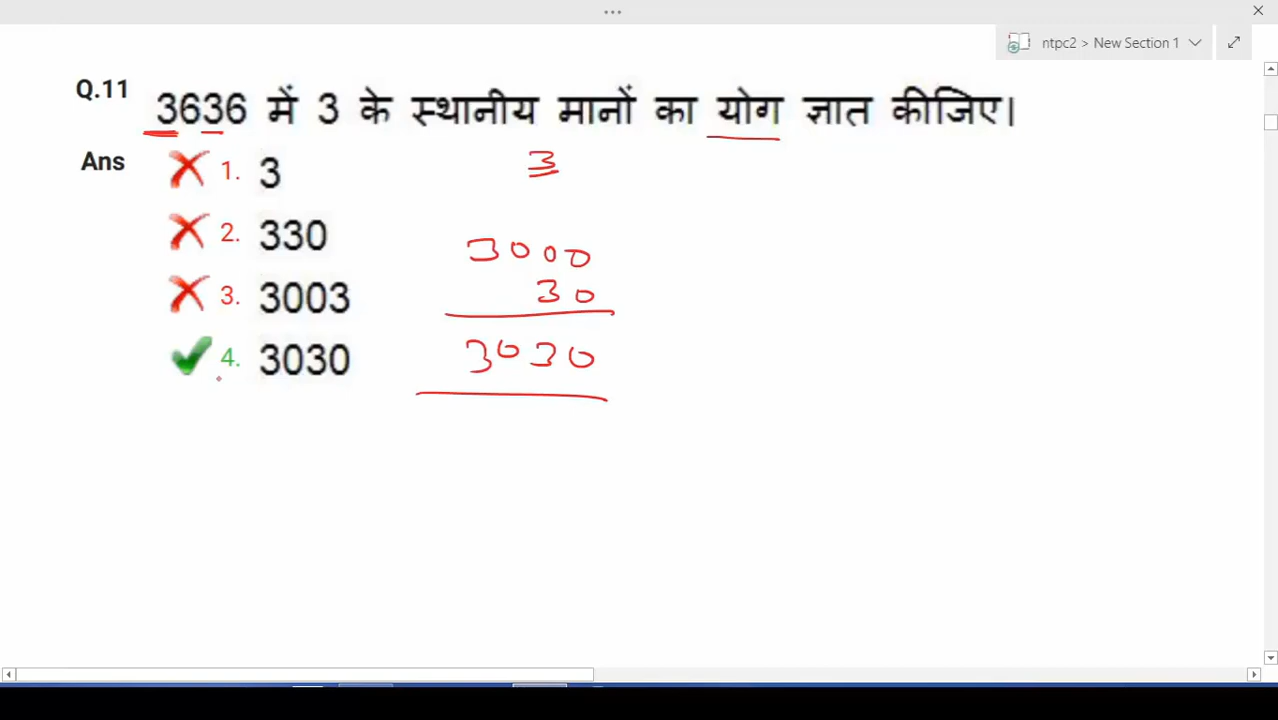 ntpc2 > New Section 1
Q.11 3636 में 3 के स्थानीय मानों का योग ज्ञात कीजिए।
Ans 1. 3
2. 330
3. 3003
4. 3030
3
3000
30
3030